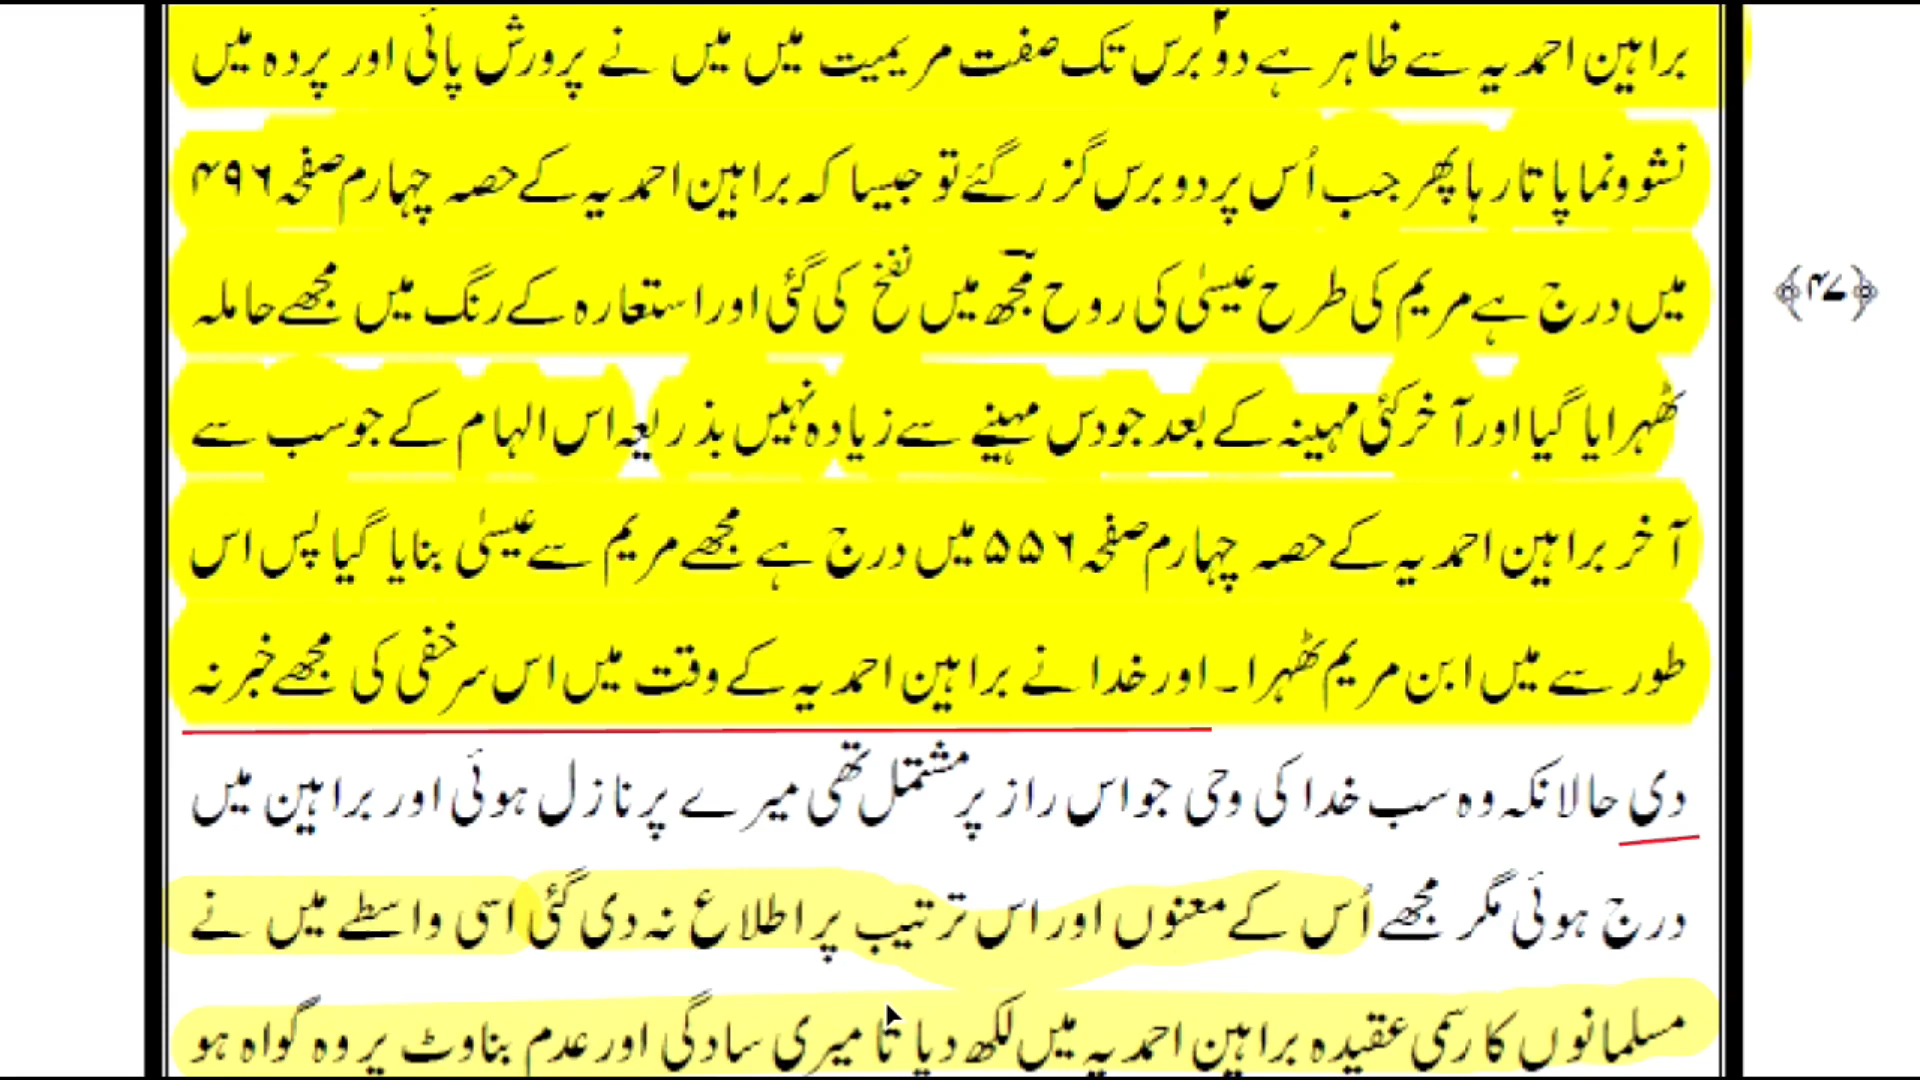 براہین احمدیہ سے ظاہر ہے دو۲ برس تک صفت مریمیت میں میں نے پرورش پائی اور پردہ میں
نشوونما پاتا رہا پھر جب اُس پر دو برس گزر گئے تو جیسا کہ براہین احمدیہ کے حصہ چہارم صفحہ ۴۹۶
میں درج ہے مریم کی طرح عیسیٰ کی روح مجھ میں نفخ کی گئی اور استعارہ کے رنگ میں مجھے حاملہ
﴿۴۷﴾
ٹھہرایا گیا اور آخر کئی مہینہ کے بعد جو دس مہینے سے زیادہ نہیں بذریعہ اس الہام کے جو سب سے
آخر براہین احمدیہ کے حصہ چہارم صفحہ ۵۵۶ میں درج ہے مجھے مریم سے عیسیٰ بنایا گیا پس اس
طور سے میں ابن مریم ٹھہرا۔ اور خدا نے براہین احمدیہ کے وقت میں اس سرخفی کی مجھے خبر نہ
دی حالانکہ وہ سب خدا کی وحی جو اس راز پر مشتمل تھی میرے پر نازل ہوئی اور براہین میں
درج ہوئی مگر مجھے اُس کے معنوں اور اس ترتیب پر اطلاع نہ دی گئی اسی واسطے میں نے
مسلمانوں کا رسمی عقیدہ براہین احمدیہ میں لکھ دیا تا میری سادگی اور عدم بناوٹ پر وہ گواہ ہو